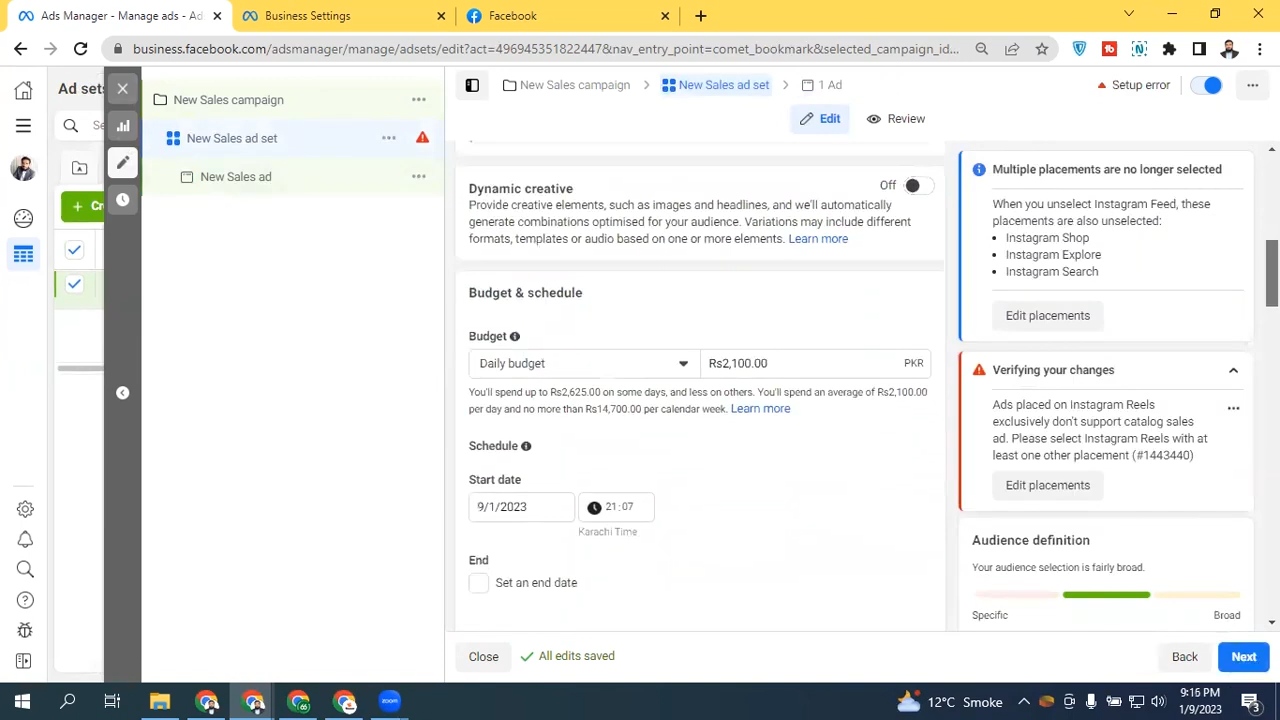 Ads Manager - Manage ads - Ad
Business Settings
Facebook
business.facebook.com/adsmanager/manage/adsets/edit?act=496945351822447&nav_entry_point=comet_bookmark&selected_campaign_id...
Ad sets
New Sales campaign
New Sales ad set
New Sales ad
New Sales campaign
New Sales ad set
1 Ad
Setup error
Edit
Review
Dynamic creative
Off
Provide creative elements, such as images and headlines, and we'll automatically
generate combinations optimised for your audience. Variations may include different
formats, templates or audio based on one or more elements. Learn more
Budget & schedule
Budget
Daily budget
Rs2,100.00
PKR
You'll spend up to Rs2,625.00 on some days, and less on others. You'll spend an average of Rs2,100
per day and no more than Rs14,700.00 per calendar week. Learn more
Schedule
Start date
9/1/2023
21:07
Karachi Time
End
Set an end date
Multiple placements are no longer selected
When you unselect Instagram Feed, these
placements are also unselected:
• Instagram Shop
• Instagram Explore
• Instagram Search
Edit placements
Verifying your changes
Ads placed on Instagram Reels
exclusively don't support catalog sales
ad. Please select Instagram Reels with at
least one other placement (#1443440)
Edit placements
Audience definition
Your audience selection is fairly broad.
Specific
Broad
Close
All edits saved
Back
Next
12°C Smoke
9:16 PM
1/9/2023
3